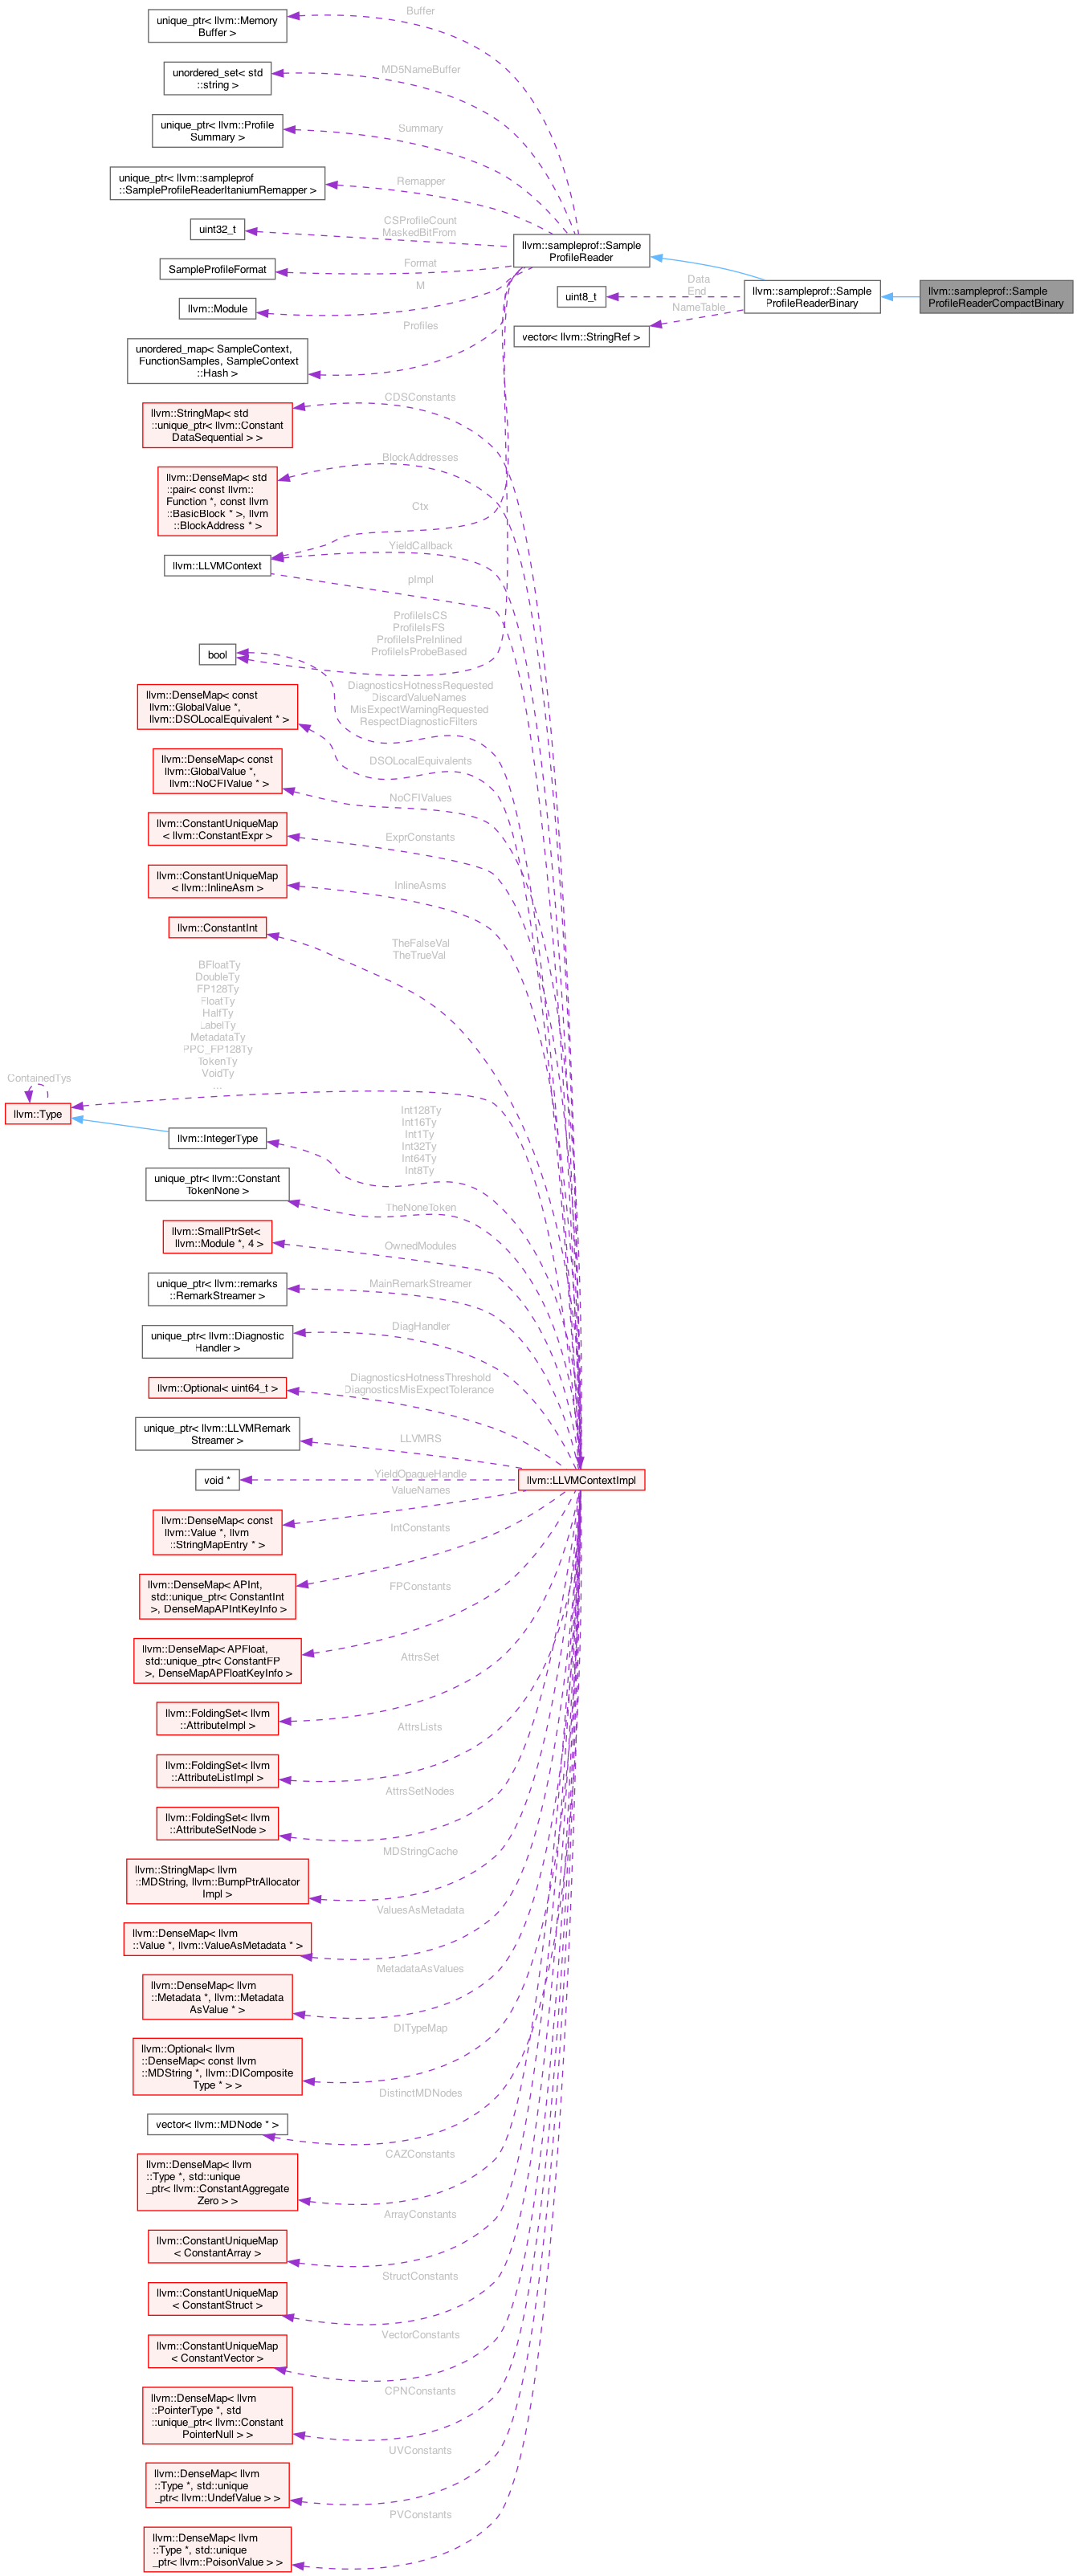 Buffer
unique_ptr< llvm::Memory
Buffer >
MD5NameBuffer
unordered_set< std
::string >
Summary
unique_ptr< llvm::Profile
Summary >
Remapper
unique_ptr< llvm::sampleprof
::SampleProfileReaderItaniumRemapper >
CSProfileCount
MaskedBitFrom
uint32_t
llvm::sampleprof::Sample
ProfileReader
Format
SampleProfileFormat
M
llvm::Module
Data
End
uint8_t
llvm::sampleprof::Sample
ProfileReaderBinary
llvm::sampleprof::Sample
ProfileReaderCompactBinary
NameTable
vector< llvm::StringRef >
Profiles
unordered_map< SampleContext,
FunctionSamples, SampleContext
::Hash >
CDSConstants
llvm::StringMap< std
::unique_ptr< llvm::Constant
DataSequential > >
BlockAddresses
llvm::DenseMap< std
::pair< const llvm::
Function *, const llvm
::BasicBlock * >, llvm
::BlockAddress * >
Ctx
YieldCallback
llvm::LLVMContext
pImpl
ProfileIsCS
ProfileIsFS
ProfileIsPreInlined
ProfileIsProbeBased
bool
DiagnosticsHotnessRequested
DiscardValueNames
MisExpectWarningRequested
RespectDiagnosticFilters
llvm::DenseMap< const
llvm::GlobalValue *,
llvm::DSOLocalEquivalent * >
DSOLocalEquivalents
llvm::DenseMap< const
llvm::GlobalValue *,
llvm::NoCFIValue * >
NoCFIValues
llvm::ConstantUniqueMap
< llvm::ConstantExpr >
ExprConstants
llvm::ConstantUniqueMap
< llvm::InlineAsm >
InlineAsms
llvm::ConstantInt
TheFalseVal
TheTrueVal
BFloatTy
DoubleTy
FP128Ty
FloatTy
HalfTy
LabelTy
MetadataTy
PPC_FP128Ty
TokenTy
VoidTy
...
ContainedTys
llvm::Type
llvm::IntegerType
Int128Ty
Int16Ty
Int1Ty
Int32Ty
Int64Ty
Int8Ty
unique_ptr< llvm::Constant
TokenNone >
TheNoneToken
llvm::SmallPtrSet<
llvm::Module *, 4 >
OwnedModules
unique_ptr< llvm::remarks
::RemarkStreamer >
MainRemarkStreamer
unique_ptr< llvm::Diagnostic
Handler >
DiagHandler
llvm::Optional< uint64_t >
DiagnosticsHotnessThreshold
DiagnosticsMisExpectTolerance
unique_ptr< llvm::LLVMRemark
Streamer >
LLVMRS
void *
YieldOpaqueHandle
llvm::LLVMContextImpl
ValueNames
llvm::DenseMap< const
llvm::Value *, llvm
::StringMapEntry * >
IntConstants
llvm::DenseMap< APInt,
std::unique_ptr< ConstantInt
>, DenseMapAPIntKeyInfo >
FPConstants
llvm::DenseMap< APFloat,
std::unique_ptr< ConstantFP
>, DenseMapAPFloatKeyInfo >
AttrsSet
llvm::FoldingSet< llvm
::AttributeImpl >
AttrsLists
llvm::FoldingSet< llvm
::AttributeListImpl >
AttrsSetNodes
llvm::FoldingSet< llvm
::AttributeSetNode >
MDStringCache
llvm::StringMap< llvm
::MDString, llvm::BumpPtrAllocator
Impl >
ValuesAsMetadata
llvm::DenseMap< llvm
::Value *, llvm::ValueAsMetadata * >
MetadataAsValues
llvm::DenseMap< llvm
::Metadata *, llvm::Metadata
AsValue * >
DITypeMap
llvm::Optional< llvm
::DenseMap< const llvm
::MDString *, llvm::DIComposite
Type * > >
DistinctMDNodes
vector< llvm::MDNode * >
CAZConstants
llvm::DenseMap< llvm
::Type *, std::unique
_ptr< llvm::ConstantAggregate
Zero > >
ArrayConstants
llvm::ConstantUniqueMap
< ConstantArray >
StructConstants
llvm::ConstantUniqueMap
< ConstantStruct >
VectorConstants
llvm::ConstantUniqueMap
< ConstantVector >
CPNConstants
llvm::DenseMap< llvm
::PointerType *, std
::unique_ptr< llvm::Constant
PointerNull > >
UVConstants
llvm::DenseMap< llvm
::Type *, std::unique
_ptr< llvm::UndefValue > >
PVConstants
llvm::DenseMap< llvm
::Type *, std::unique
_ptr< llvm::PoisonValue > >